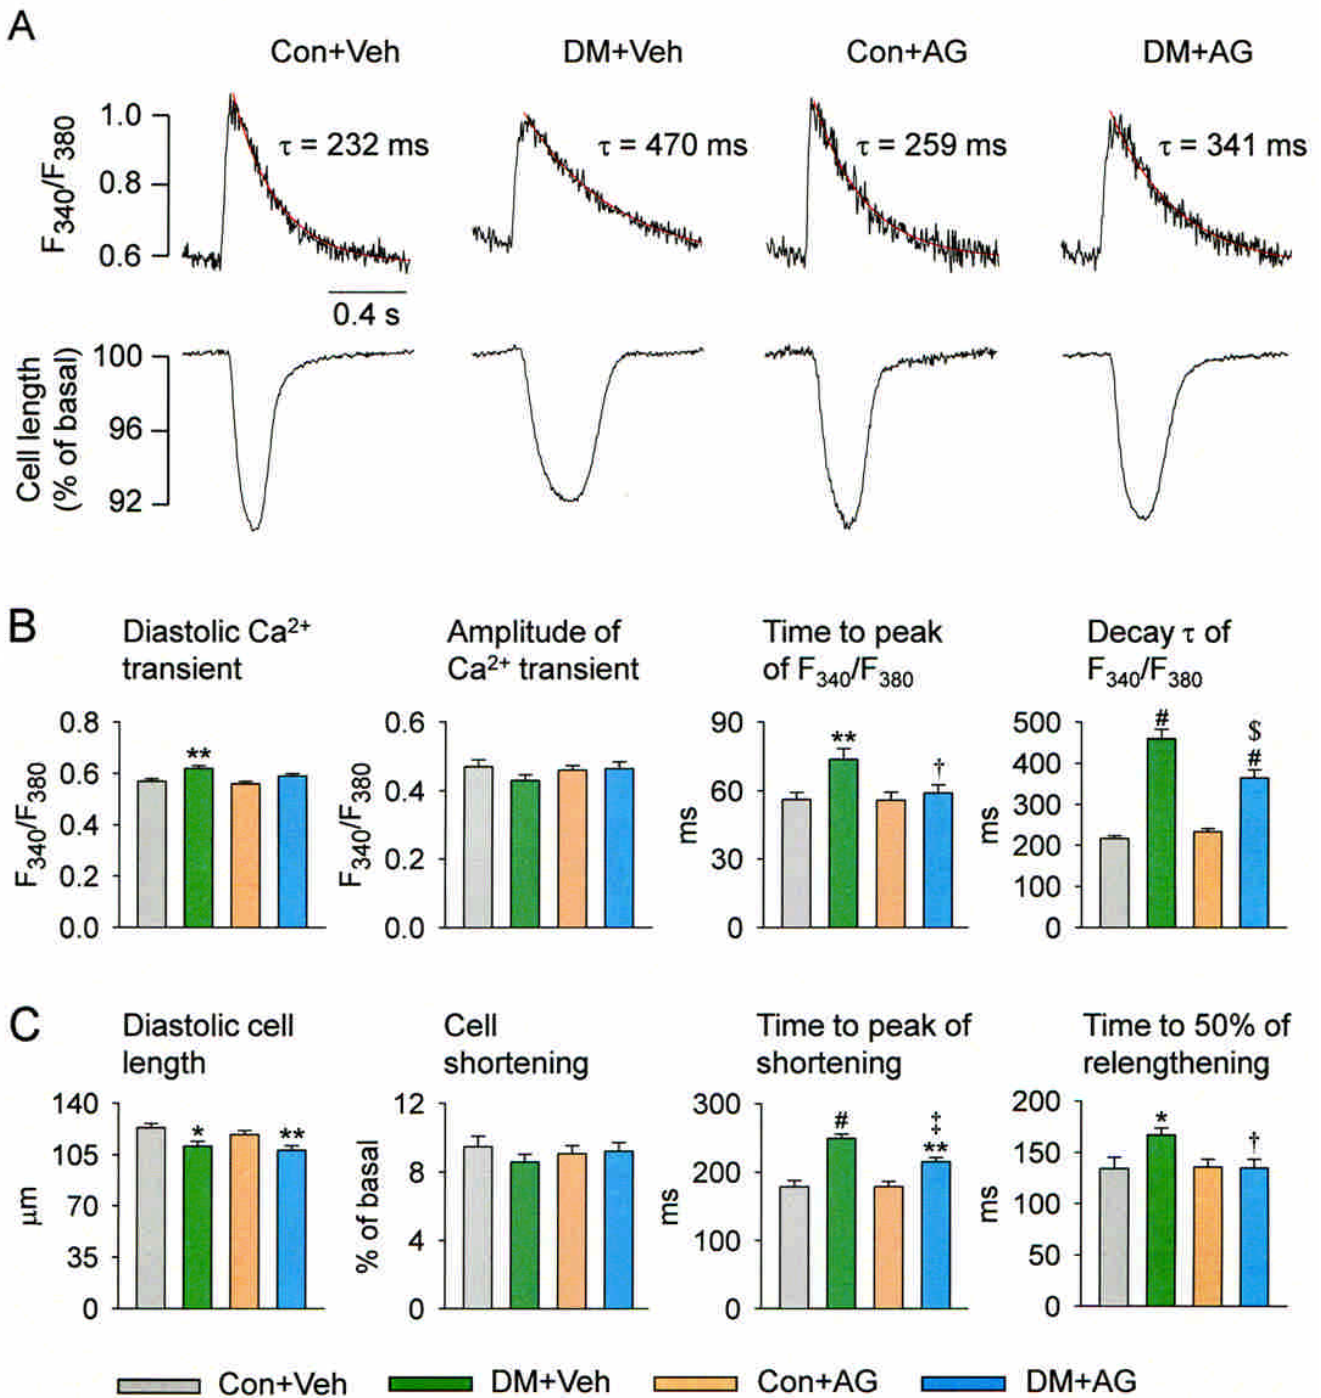 A
Con+Veh DM+Veh Con+AG DM+AG
F340/F380
1.0
0.8
0.6
τ = 232 ms τ = 470 ms τ = 259 ms τ = 341 ms
0.4 s
Cell length
(% of basal)
100
96
92
B
Diastolic Ca²⁺
transient
F340/F380
0.8
0.6
0.4
0.2
0.0
**
Amplitude of
Ca²⁺ transient
F340/F380
0.6
0.4
0.2
0.0
Time to peak
of F340/F380
ms
90
60
30
0
**
†
Decay τ of
F340/F380
ms
500
400
300
200
100
0
#
$
#
C
Diastolic cell
length
μm
140
105
70
35
0
*
**
Cell
shortening
% of basal
12
8
4
0
Time to peak of
shortening
ms
300
200
100
0
#
‡
**
Time to 50% of
relengthening
ms
200
150
100
50
0
*
†
Con+Veh DM+Veh Con+AG DM+AG